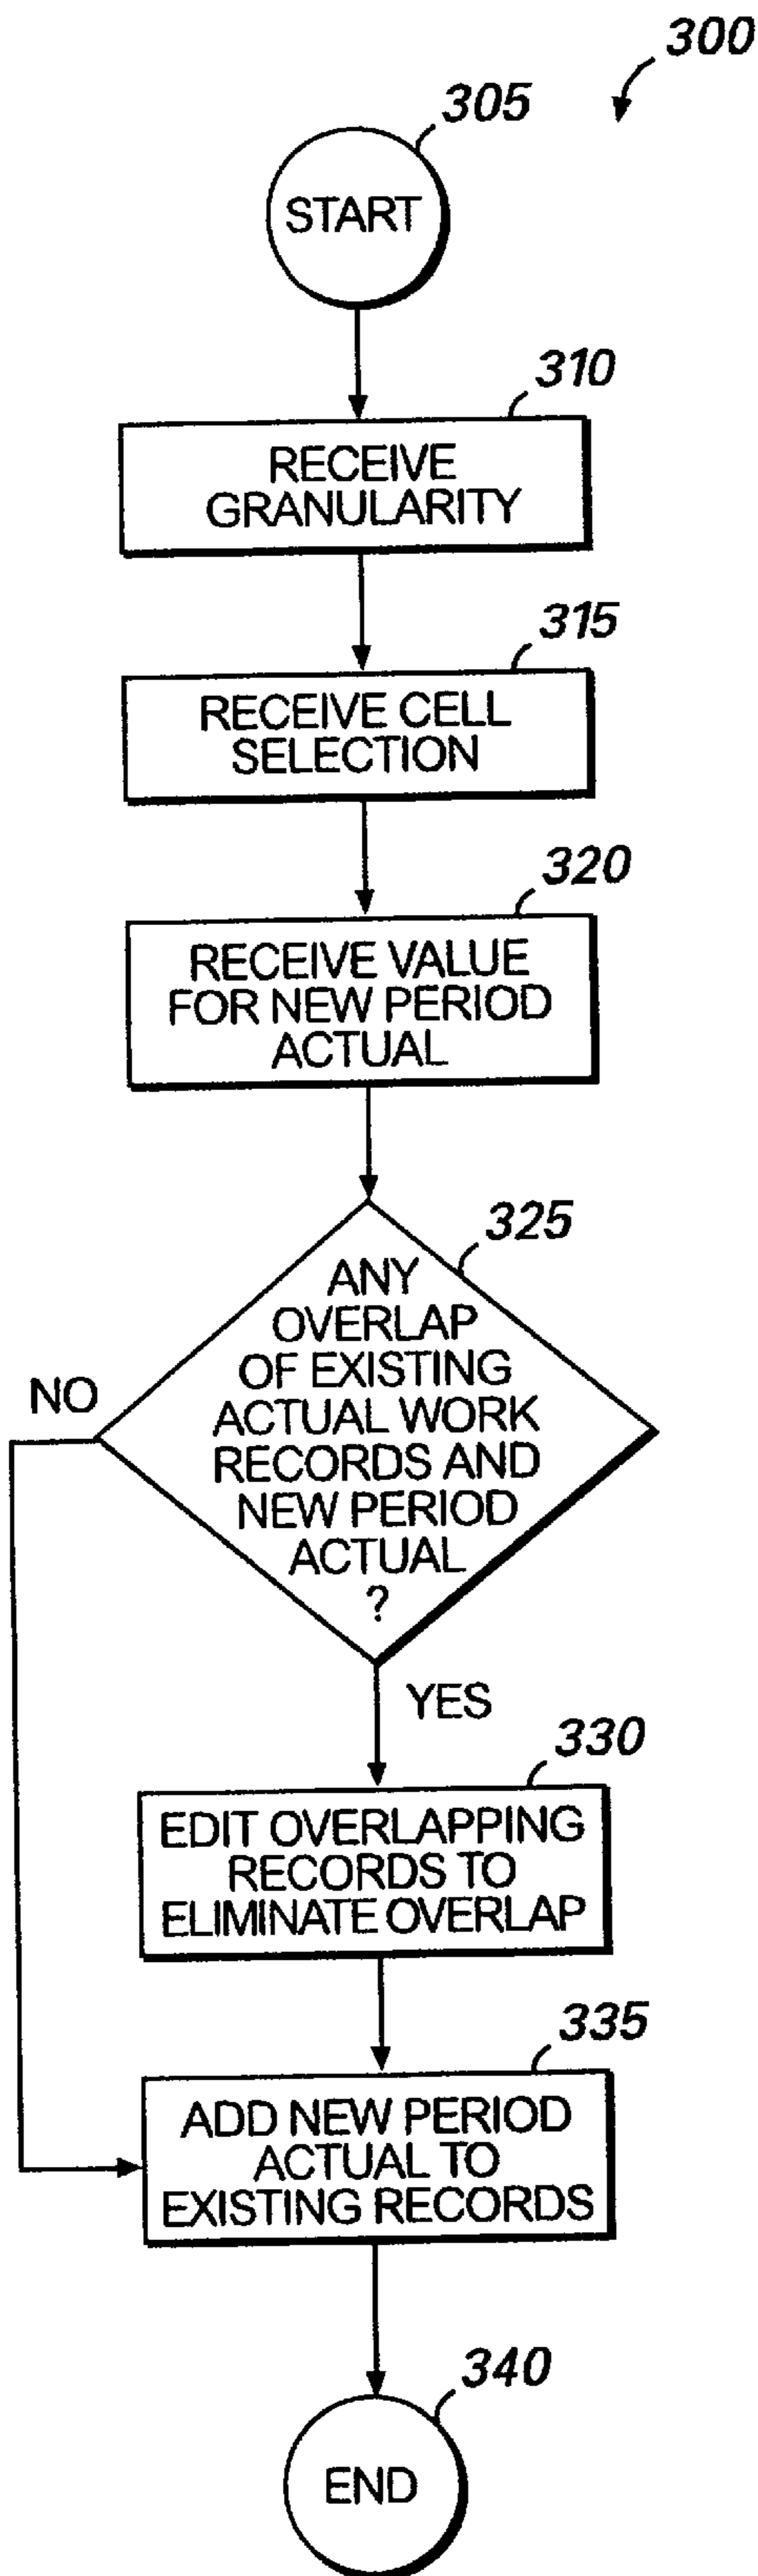 300
305
START
310
RECEIVE
GRANULARITY
315
RECEIVE CELL
SELECTION
320
RECEIVE VALUE
FOR NEW PERIOD
ACTUAL
325
ANY
OVERLAP
OF EXISTING
ACTUAL WORK
RECORDS AND
NEW PERIOD
ACTUAL
?
NO
YES
330
EDIT OVERLAPPING
RECORDS TO
ELIMINATE OVERLAP
335
ADD NEW PERIOD
ACTUAL TO
EXISTING RECORDS
340
END